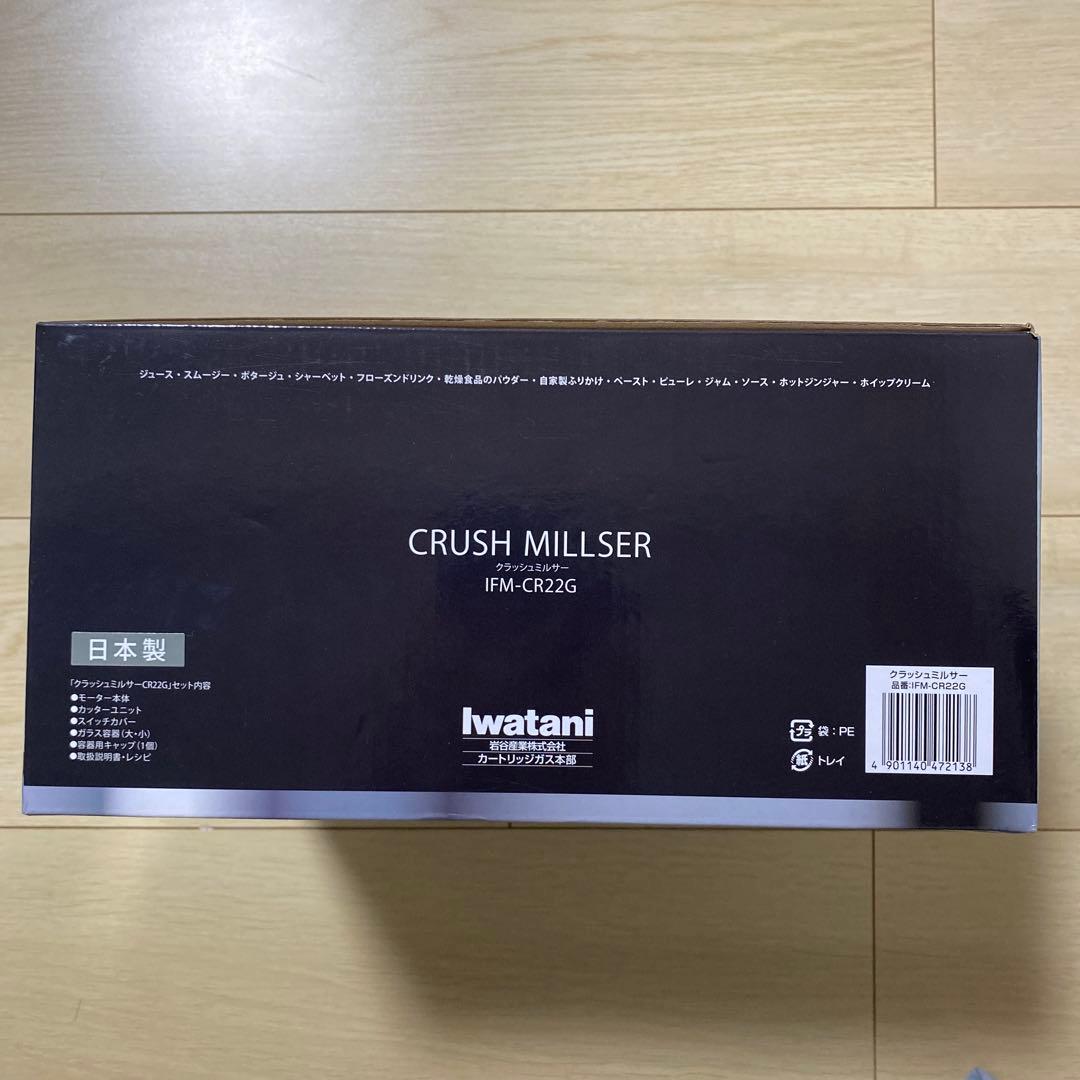 ジュース・スムージー・ポタージュ・シャーベット・フローズンドリンク・乾燥食品のパウダー・自家製ふりかけ・ペースト・ピューレ・ジャム・ソース・ホットジンジャー・ホイップクリーム
CRUSH MILLSER
クラッシュミルサー
IFM-CR22G
日本製
「クラッシュミルサーCR22G」セット内容
●モーター本体
●カッターユニット
●スイッチカバー
●ガラス容器(大・小)
●容器用キャップ(1個)
●取扱説明書・レシピ
Iwatani
岩谷産業株式会社
カートリッジガス本部
プラ 袋:PE
紙 トレイ
クラッシュミルサー
品番:IFM-CR22G
4 901140 472138